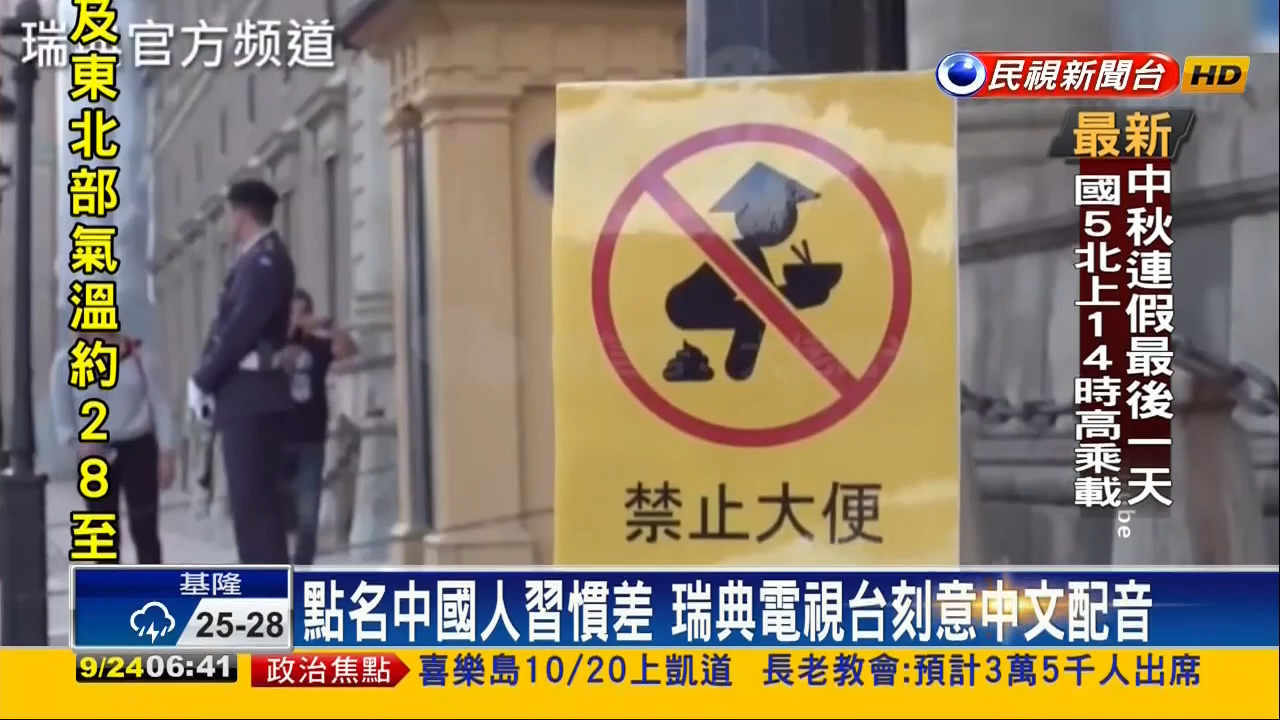 瑞典官方频道
及東北部氣溫約28至
民視新聞台 HD
最新
中秋連假最後一天
國5北上14時高乘載
禁止大便
be
基隆
25-28
點名中國人習慣差 瑞典電視台刻意中文配音
9/24 06:41
政治焦點
喜樂島10/20上凱道 長老教會:預計3萬5千人出席